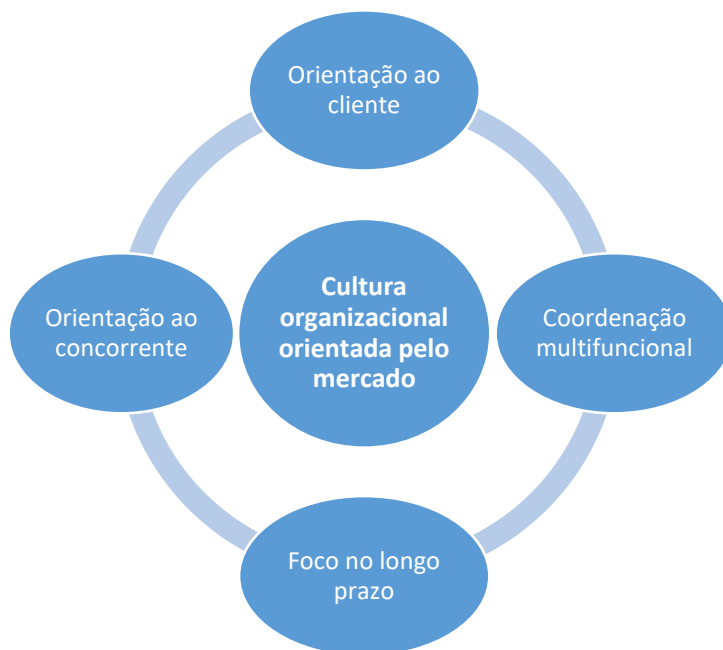 Orientação ao
cliente
Orientação ao
concorrente
Cultura
organizacional
orientada pelo
mercado
Coordenação
multifuncional
Foco no longo
prazo